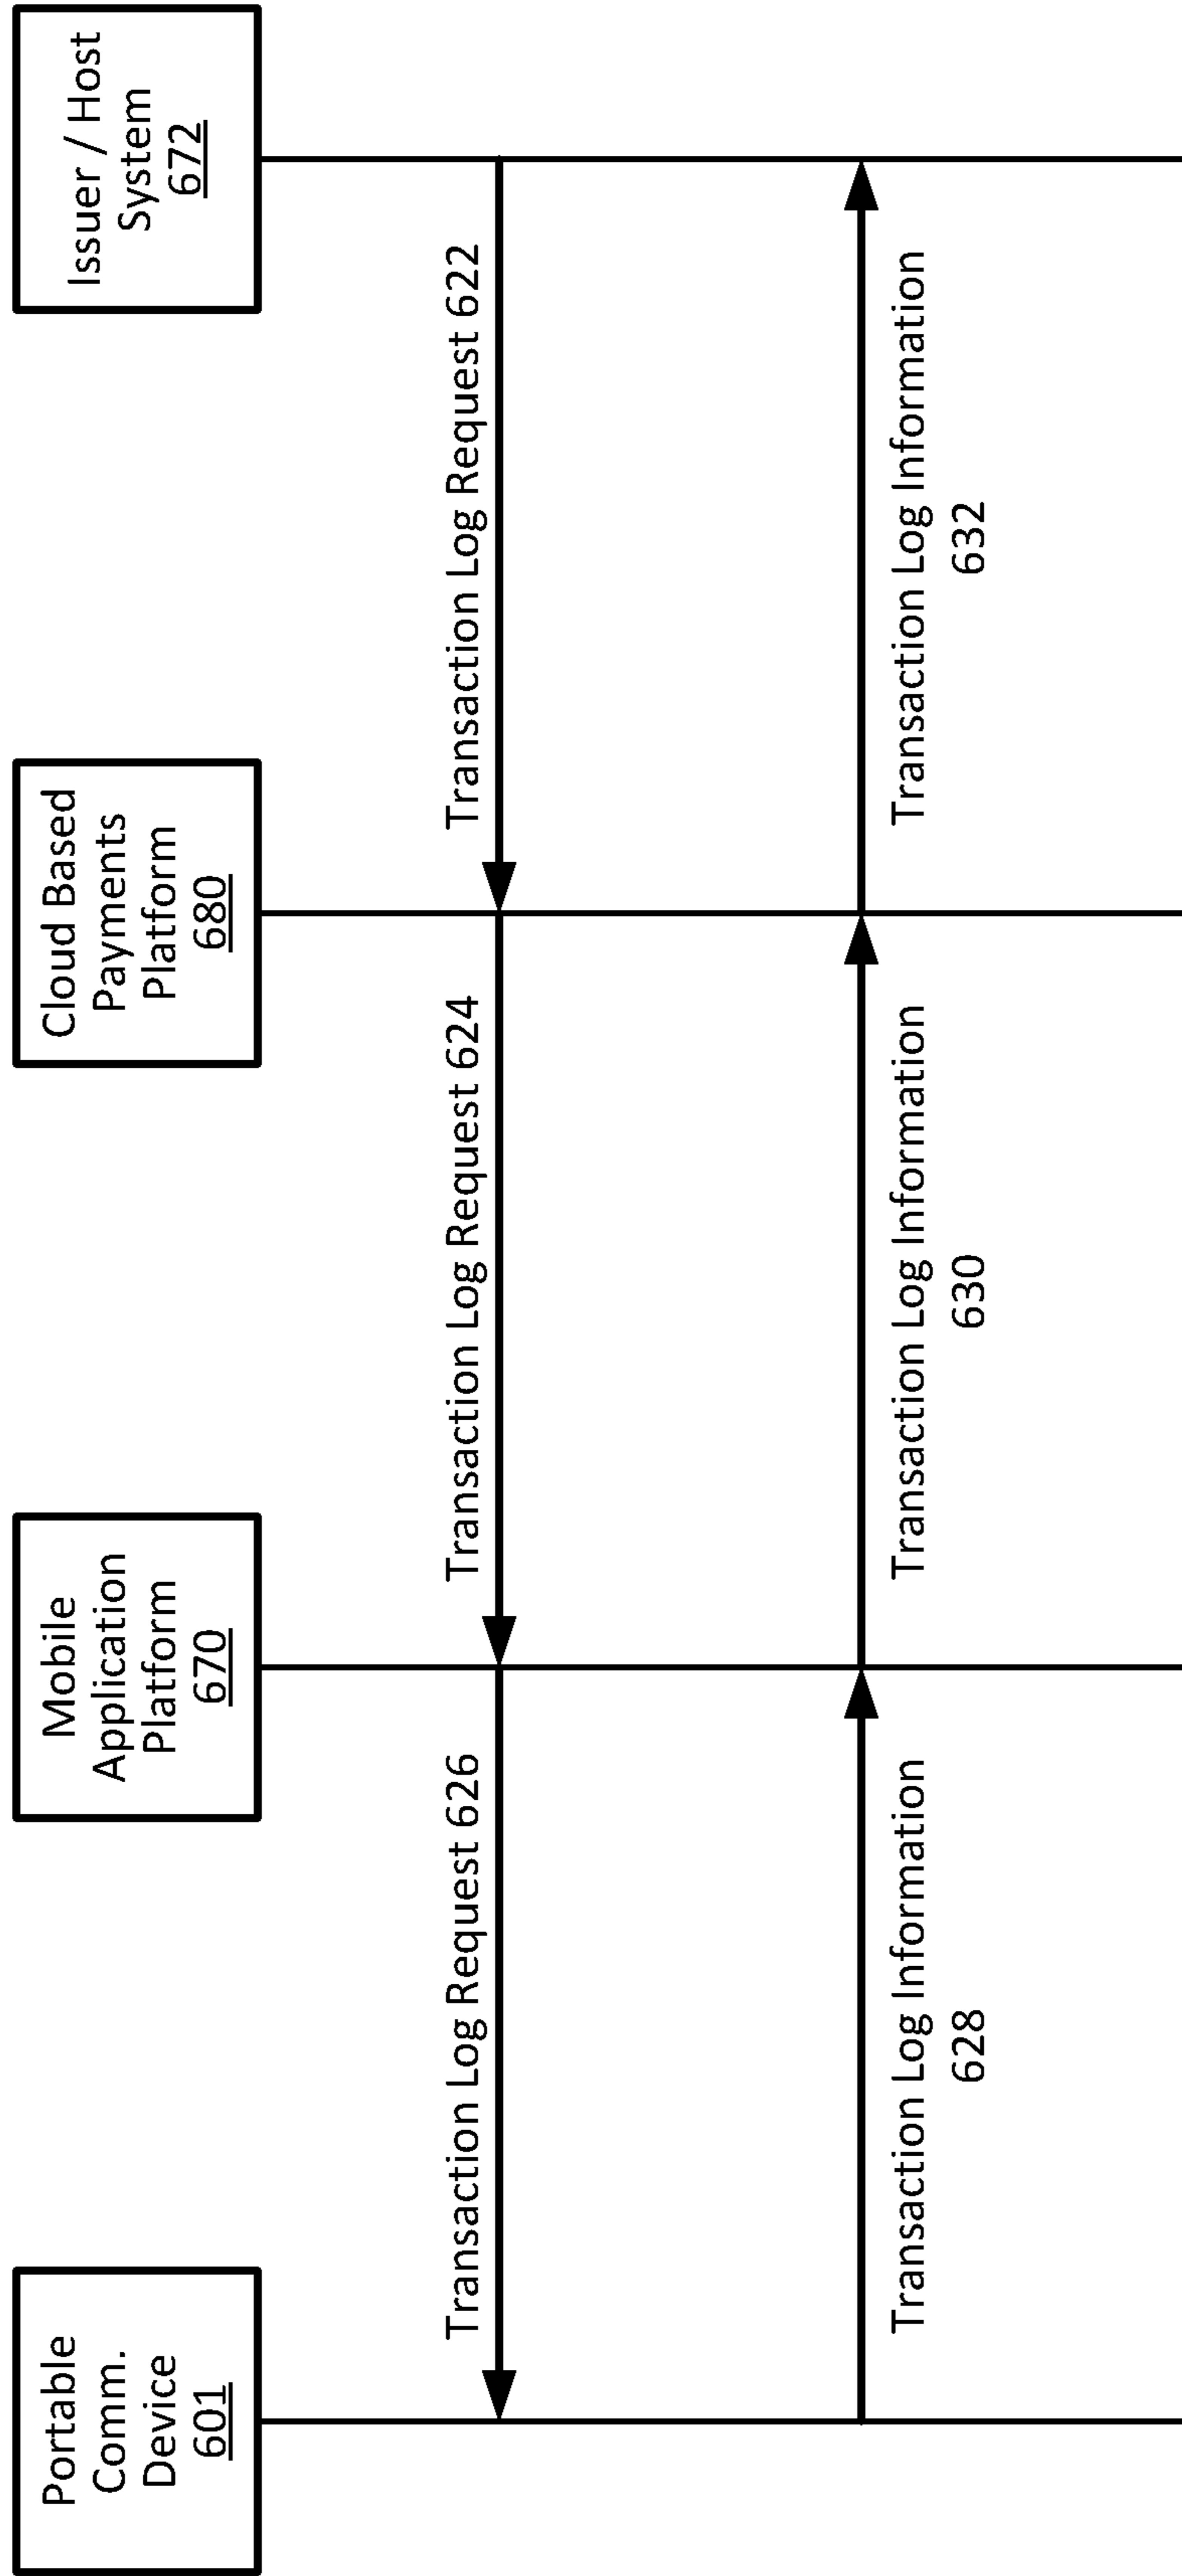 Portable
Comm.
Device
601
Mobile
Application
Platform
670
Cloud Based
Payments
Platform
680
Issuer / Host
System
672
Transaction Log Request 626
Transaction Log Request 624
Transaction Log Request 622
Transaction Log Information
628
Transaction Log Information
630
Transaction Log Information
632